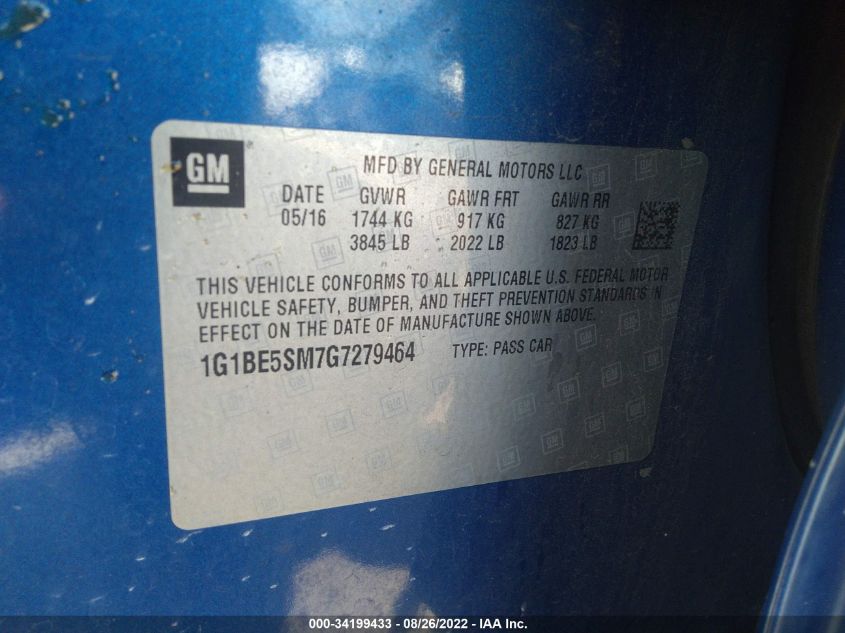 GM
MFD BY GENERAL MOTORS LLC
DATE GVWR GAWR FRT GAWR RR
05/16 1744 KG 917 KG 827 KG
3845 LB 2022 LB 1823 LB
THIS VEHICLE CONFORMS TO ALL APPLICABLE U.S. FEDERAL MOTOR
VEHICLE SAFETY, BUMPER, AND THEFT PREVENTION STANDARDS IN
EFFECT ON THE DATE OF MANUFACTURE SHOWN ABOVE.
1G1BE5SM7G7279464 TYPE: PASS CAR
000-34199433 - 08/26/2022 - IAA Inc.